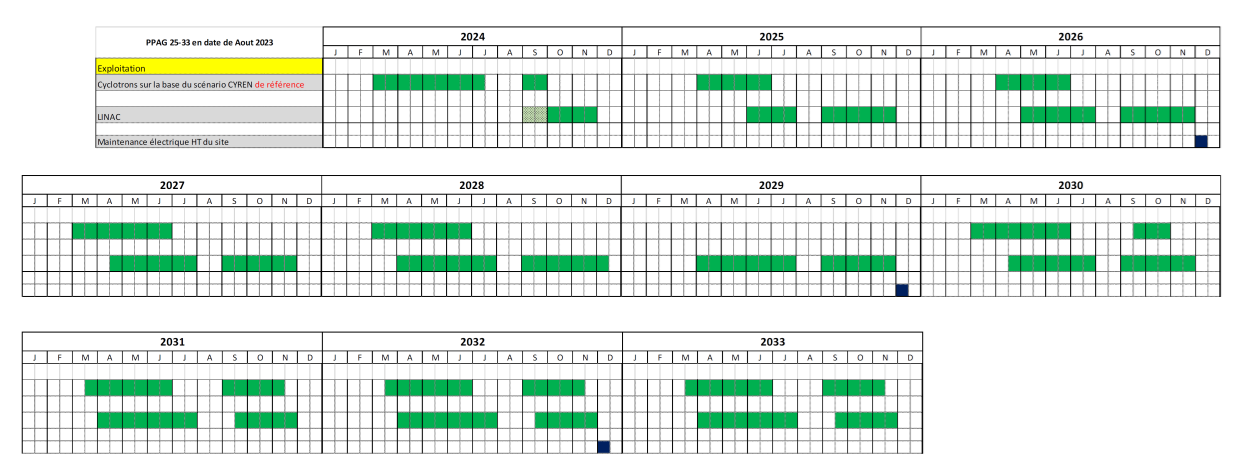 PPAG 25-33 en date de Aout 2023
2024 2025 2026
J F M A M J J A S O N D J F M A M J J A S O N D J F M A M J J A S O N D
Exploitation
Cyclotrons sur la base du scénario CYREN de référence
LINAC
Maintenance électrique HT du site
2027 2028 2029 2030
J F M A M J J A S O N D J F M A M J J A S O N D J F M A M J J A S O N D J F M A M J J A S O N D
2031 2032 2033
J F M A M J J A S O N D J F M A M J J A S O N D J F M A M J J A S O N D